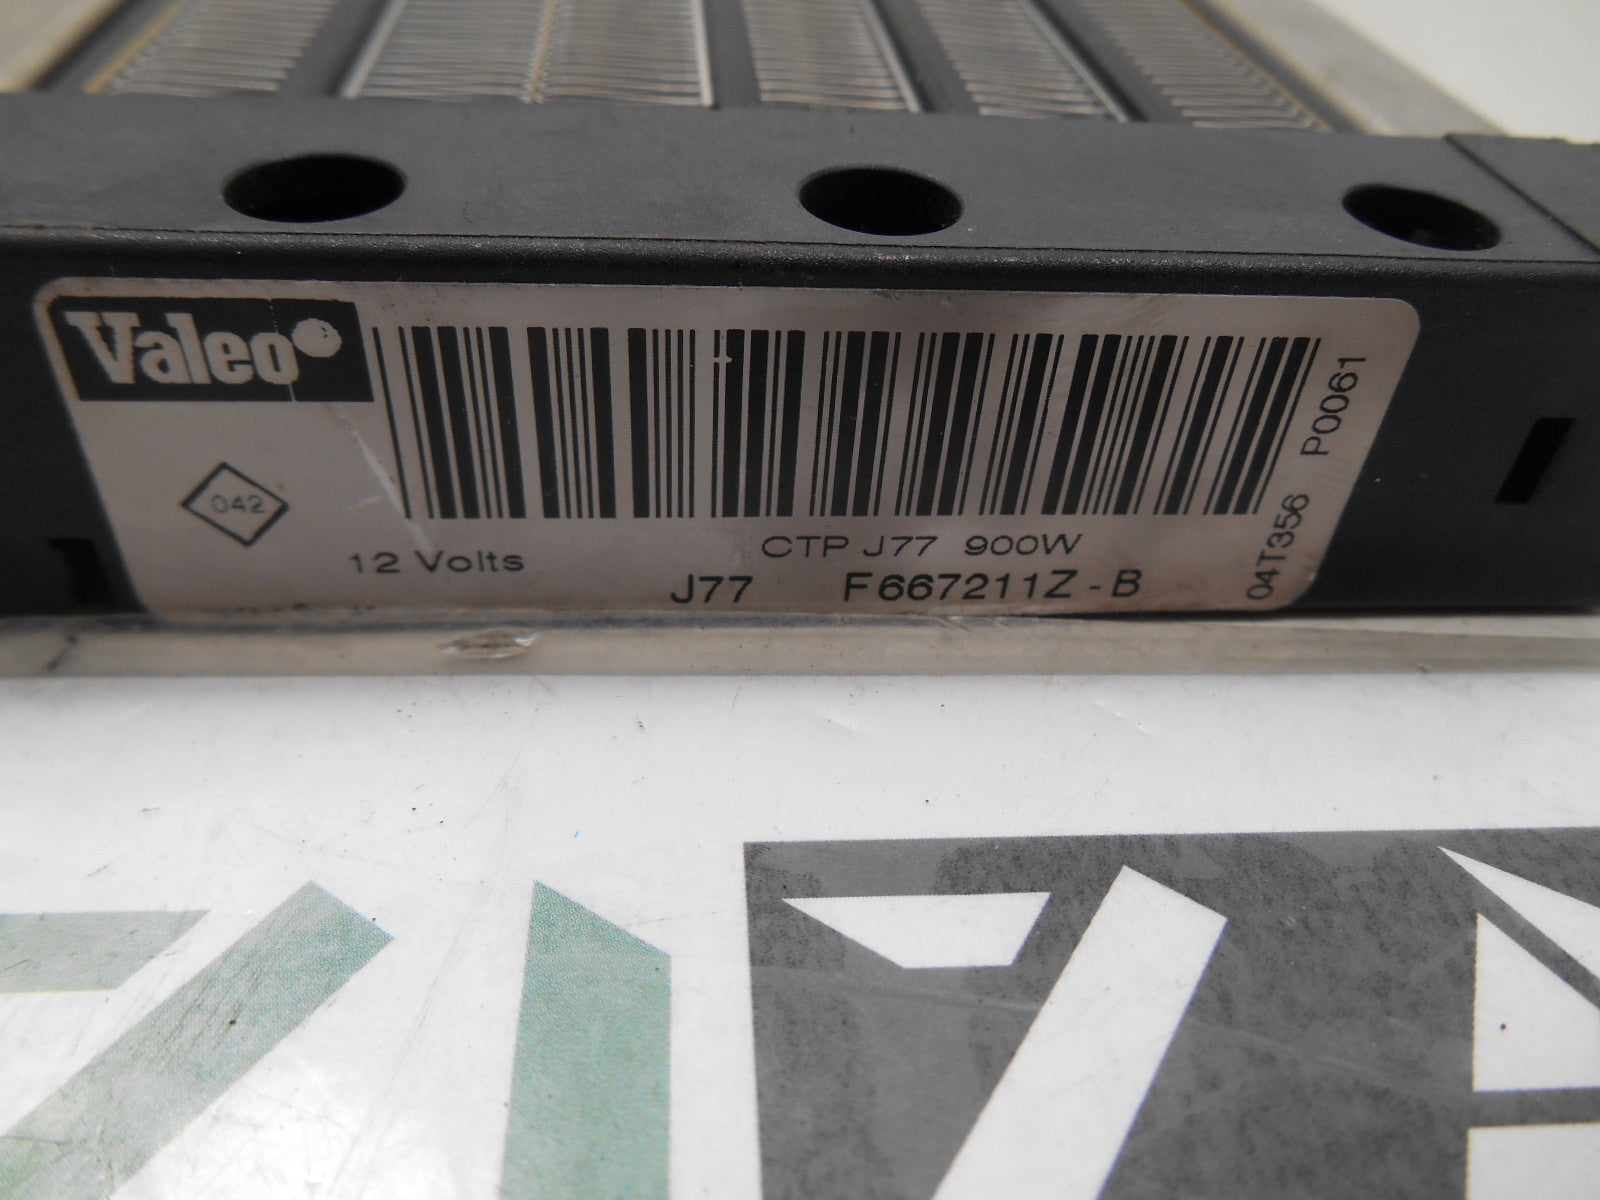 Valeo
042
12 Volts
CTP J77 900W
J77 F667211Z-B
04T356 P0061